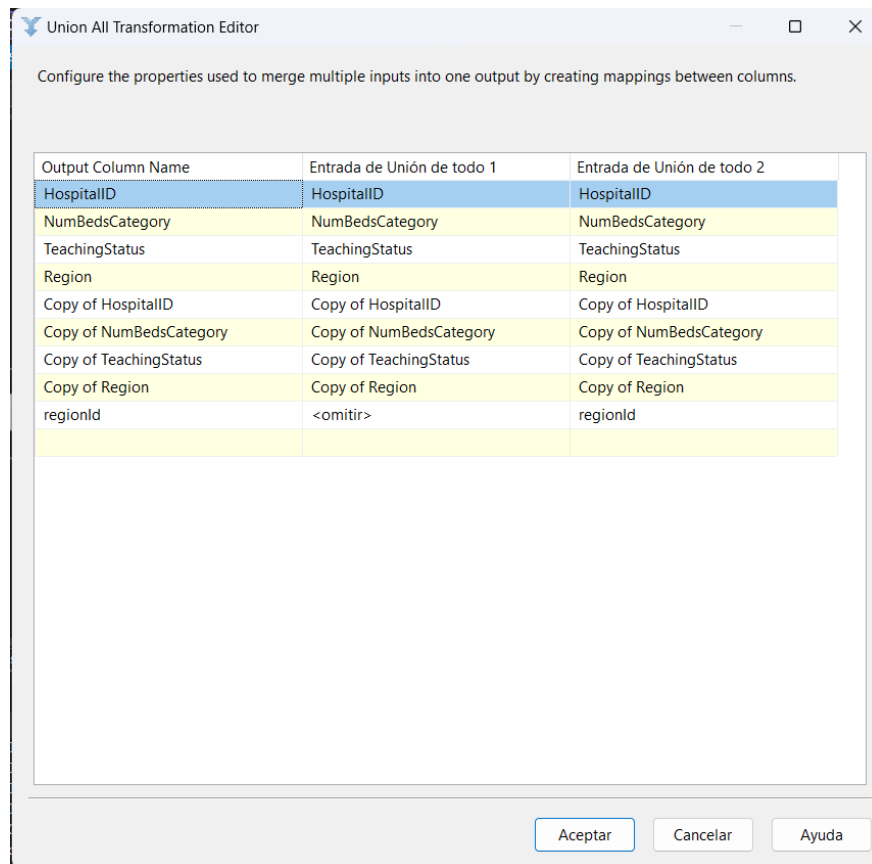 Union All Transformation Editor
Configure the properties used to merge multiple inputs into one output by creating mappings between columns.
Output Column Name Entrada de Unión de todo 1 Entrada de Unión de todo 2
HospitalID HospitalID HospitalID
NumBedsCategory NumBedsCategory NumBedsCategory
TeachingStatus TeachingStatus TeachingStatus
Region Region Region
Copy of HospitalID Copy of HospitalID Copy of HospitalID
Copy of NumBedsCategory Copy of NumBedsCategory Copy of NumBedsCategory
Copy of TeachingStatus Copy of TeachingStatus Copy of TeachingStatus
Copy of Region Copy of Region Copy of Region
regionId <omitir> regionId
Aceptar Cancelar Ayuda